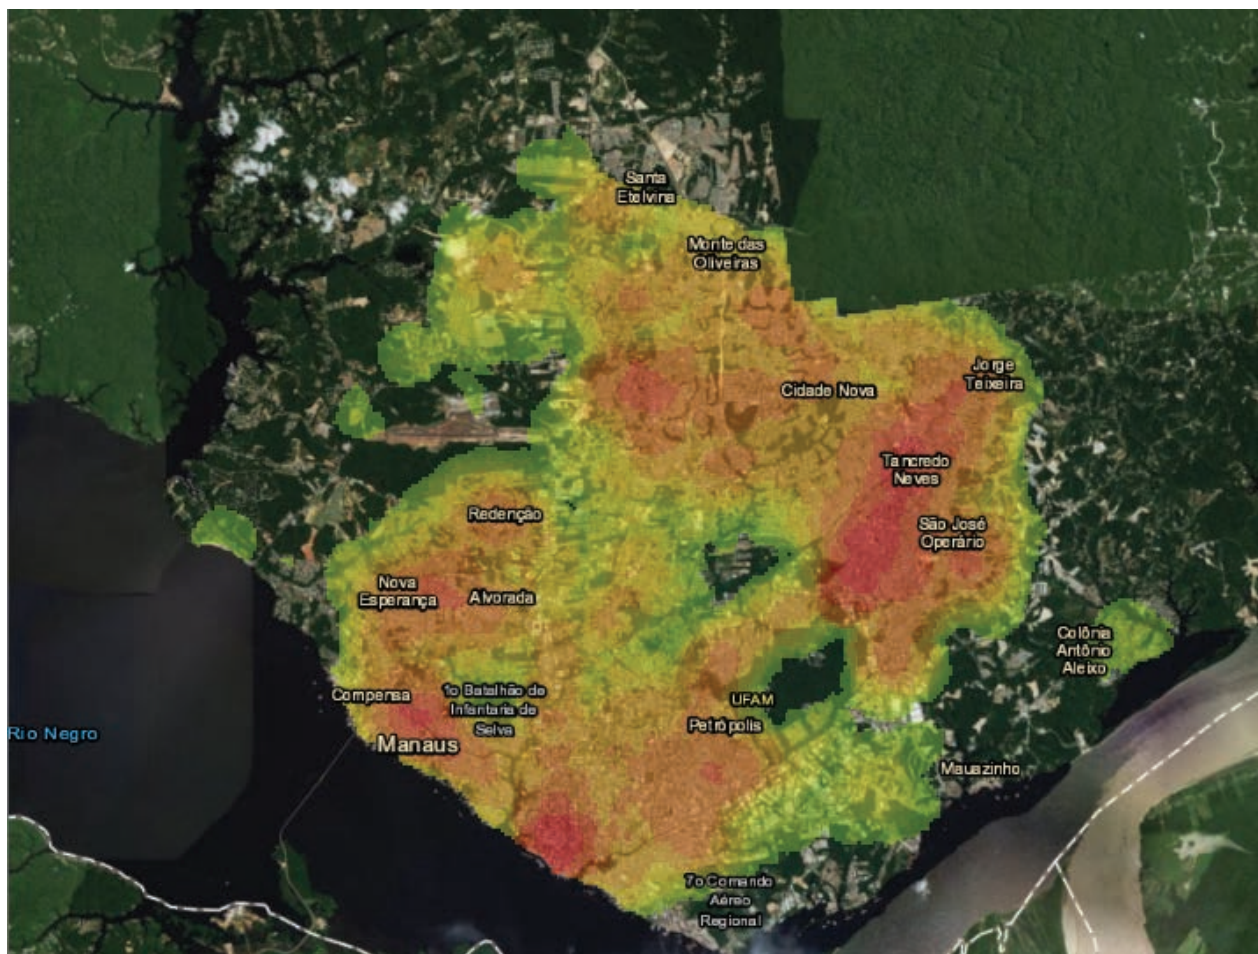 Santa
Etelvina
Monte das
Oliveiras
Jorge
Teixeira
Cidade Nova
Tancredo
Neves
Redenção
São José
Operário
Nova
Esperança
Alvorada
Colônia
Antônio
Aleixo
Compensa
1o Batalhão de
Infantaria de
Selva
UFAM
Petrópolis
Rio Negro
Manaus
Mauazinho
7o Comando
Aéreo
Regional